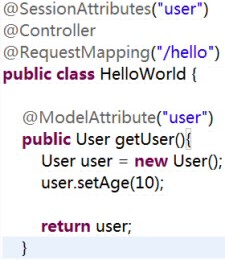 @SessionAttributes("user")
@Controller
@RequestMapping("/hello")
public class HelloWorld {
@ModelAttribute("user")
public User getUser(){
User user = new User();
user.setAge(10);
return user;
}